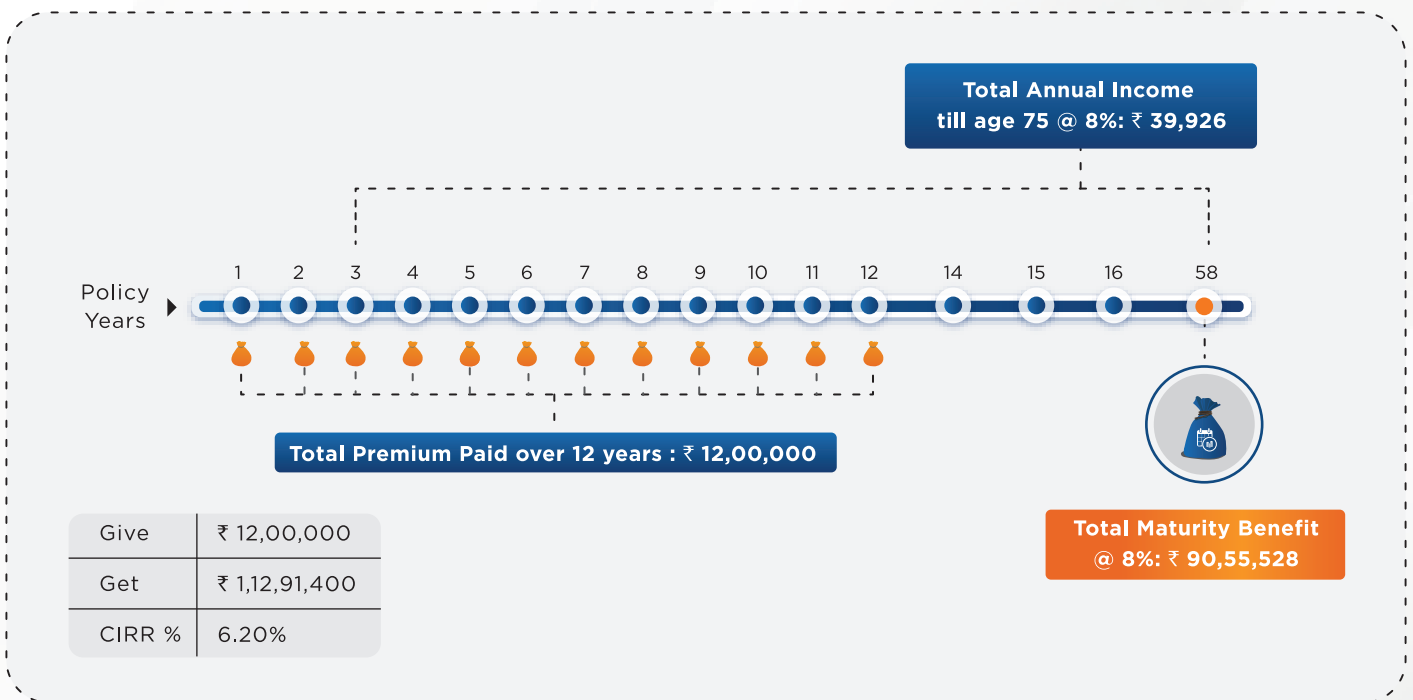 Total Annual Income
till age 75 @ 8%: ₹ 39,926
Policy
Years
1 2 3 4 5 6 7 8 9 10 11 12 14 15 16 58
Total Premium Paid over 12 years : ₹ 12,00,000
Give ₹ 12,00,000
Get ₹ 1,12,91,400
CIRR % 6.20%
Total Maturity Benefit
@ 8%: ₹ 90,55,528